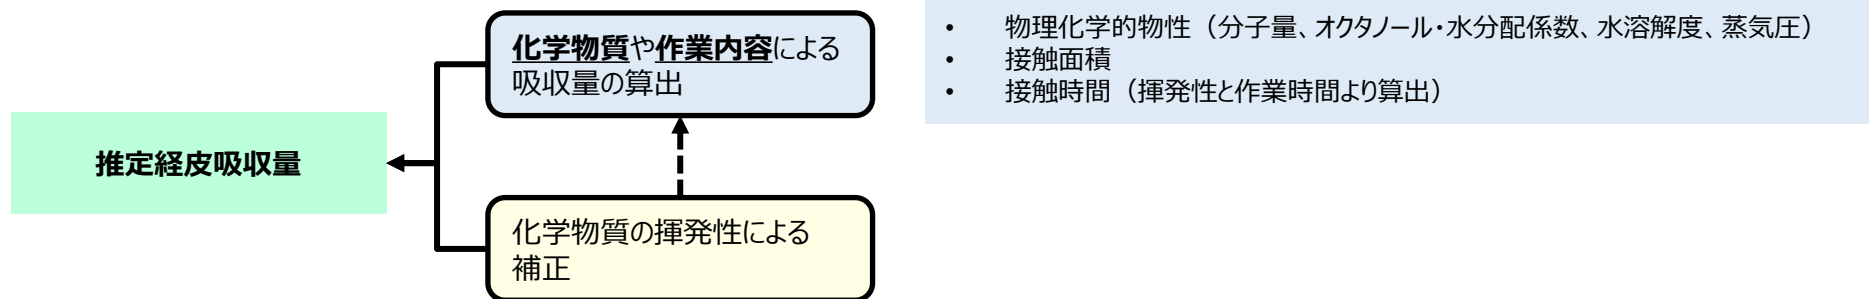 化学物質や作業内容による
吸収量の算出
• 物理化学的物性（分子量、オクタノール・水分配係数、水溶解度、蒸気圧）
• 接触面積
• 接触時間（揮発性と作業時間より算出）
推定経皮吸収量
化学物質の揮発性による
補正